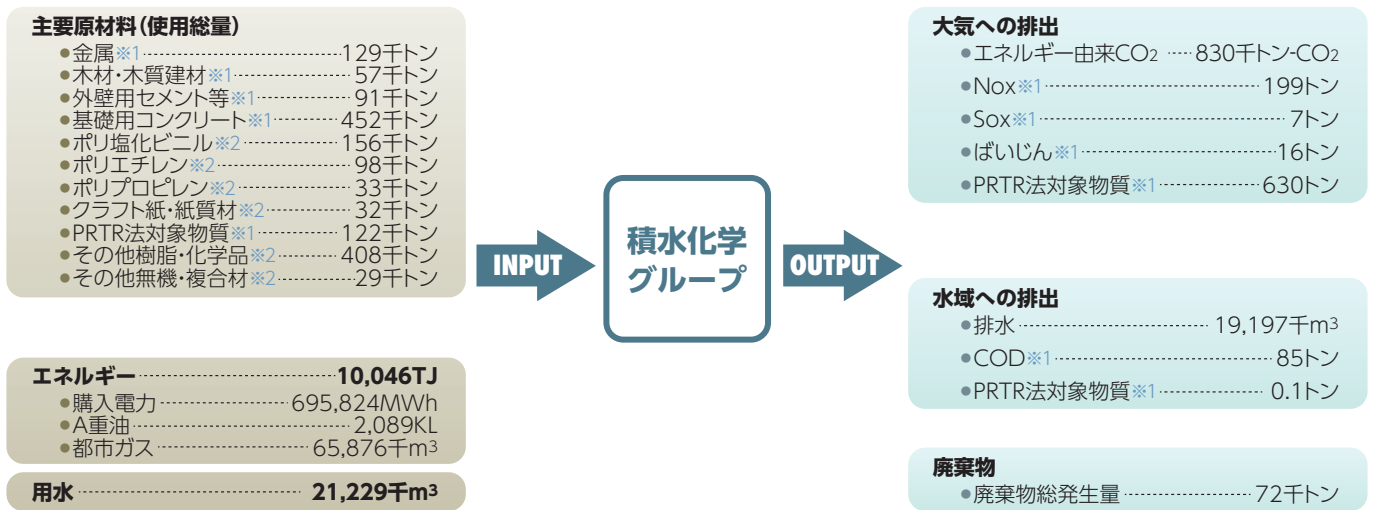 主要原材料(使用総量)
●金属※1 129千トン
●木材・木質建材※1 57千トン
●外壁用セメント等※1 91千トン
●基礎用コンクリート※1 452千トン
●ポリ塩化ビニル※2 156千トン
●ポリエチレン※2 98千トン
●ポリプロピレン※2 33千トン
●クラフト紙・紙質材※2 32千トン
●PRTR法対象物質※1 122千トン
●その他樹脂・化学品※2 408千トン
●その他無機・複合材※2 29千トン
エネルギー 10,046TJ
●購入電力 695,824MWh
●A重油 2,089KL
●都市ガス 65,876千m3
用水 21,229千m3
INPUT
積水化学
グループ
OUTPUT
大気への排出
●エネルギー由来CO2 830千トン-CO2
●Nox※1 199トン
●Sox※1 7トン
●ばいじん※1 16トン
●PRTR法対象物質※1 630トン
水域への排出
●排水 19,197千m3
●COD※1 85トン
●PRTR法対象物質※1 0.1トン
廃棄物
●廃棄物総発生量 72千トン